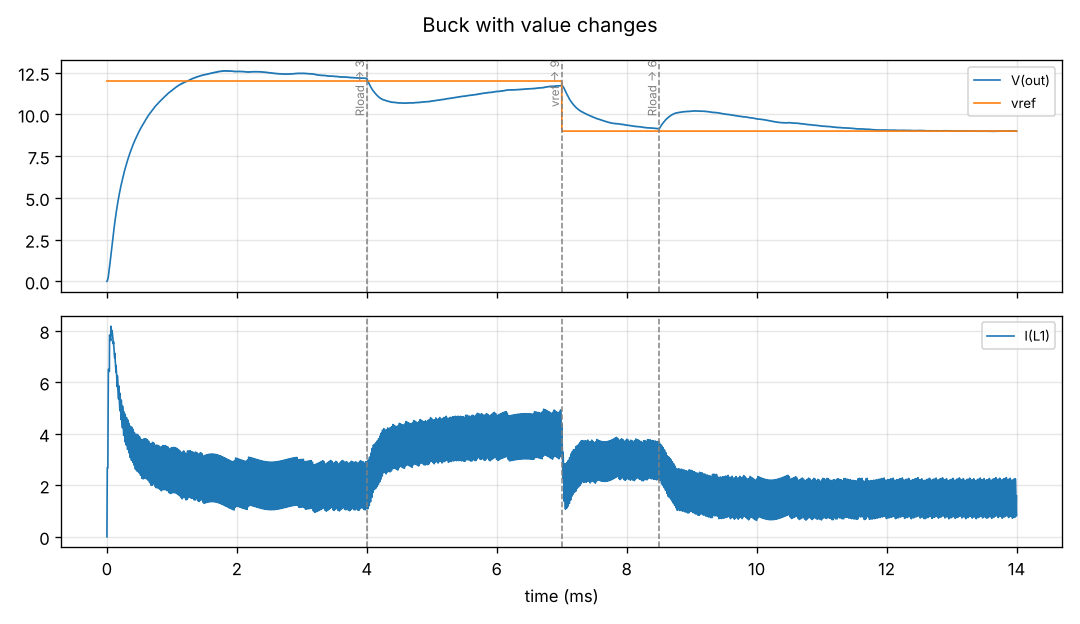 Buck with value changes
12.5
10.0
7.5
5.0
2.5
0.0
Rload → 3
vref → 9
Rload → 6
V(out)
vref
8
6
4
2
0
I(L1)
0 2 4 6 8 10 12 14
time (ms)